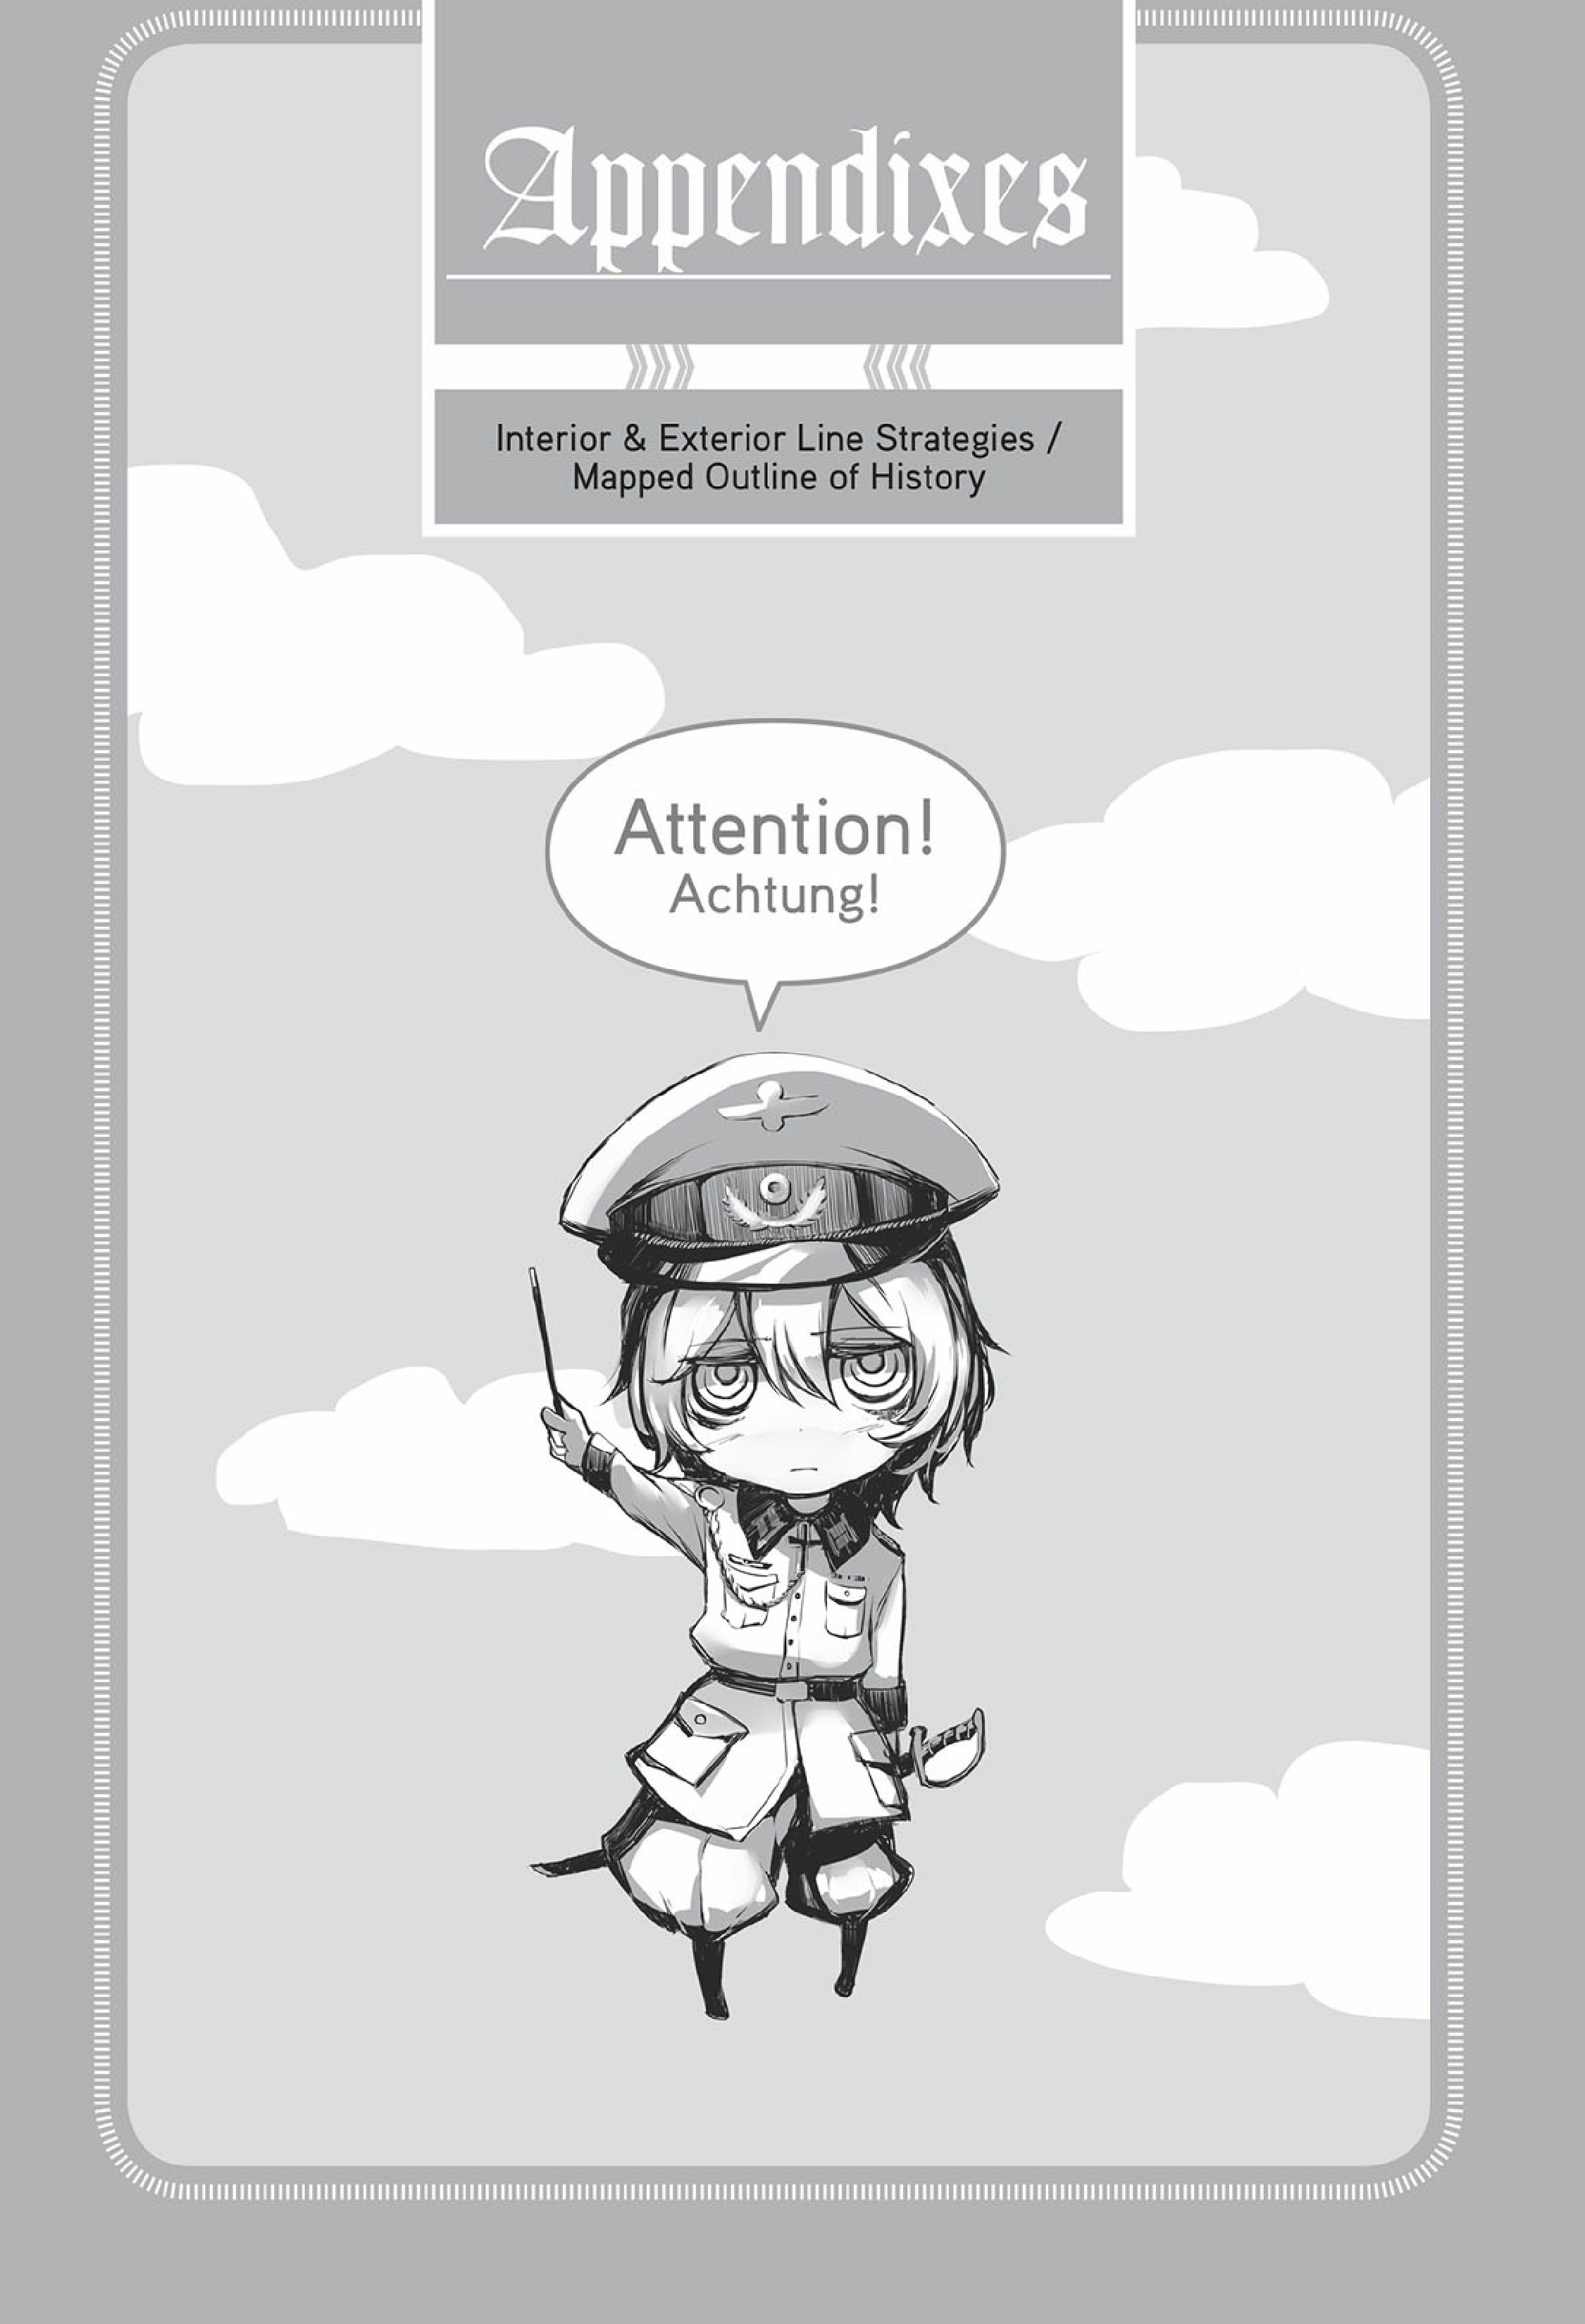 Appendixes
Interior & Exterior Line Strategies /
Mapped Outline of History
Attention!
Achtung!